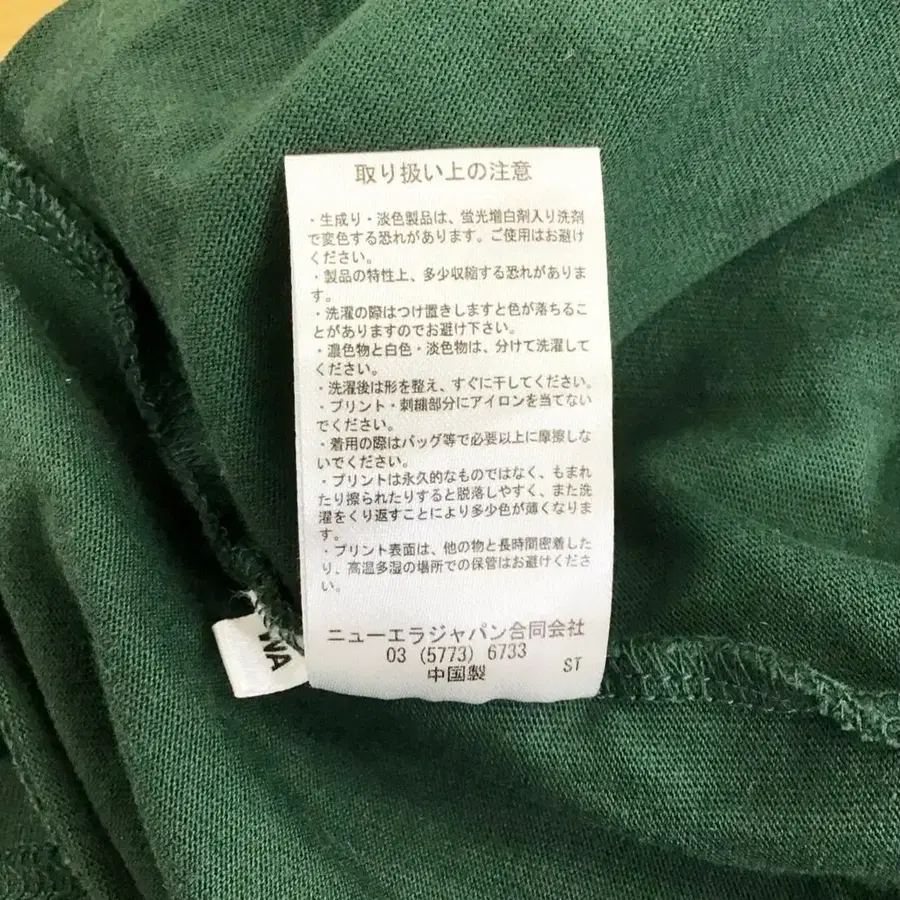 取り扱い上の注意
・生成り・淡色製品は、蛍光増白剤入り洗剤
で変色する恐れがあります。ご使用はお避け
ください。
・製品の特性上、多少収縮する恐れがありま
す。
・洗濯の際はつけ置きしますと色が落ちるこ
とがありますのでお避け下さい。
・濃色物と白色・淡色物は、分けて洗濯して
ください。
・洗濯後は形を整え、すぐに干してください。
・プリント・刺繍部分にアイロンを当てない
でください。
・着用の際はバッグ等で必要以上に摩擦しな
いでください。
・プリントは永久的なものではなく、もまれ
たり擦られたりすると脱落しやすく、また洗
濯をくり返すことにより多少色が薄くなりま
す。
・プリント表面は、他の物と長時間密着した
り、高温多湿の場所での保管はお避けくださ
い。
ニューエラジャパン合同会社
03 (5773) 6733
中国製 ST